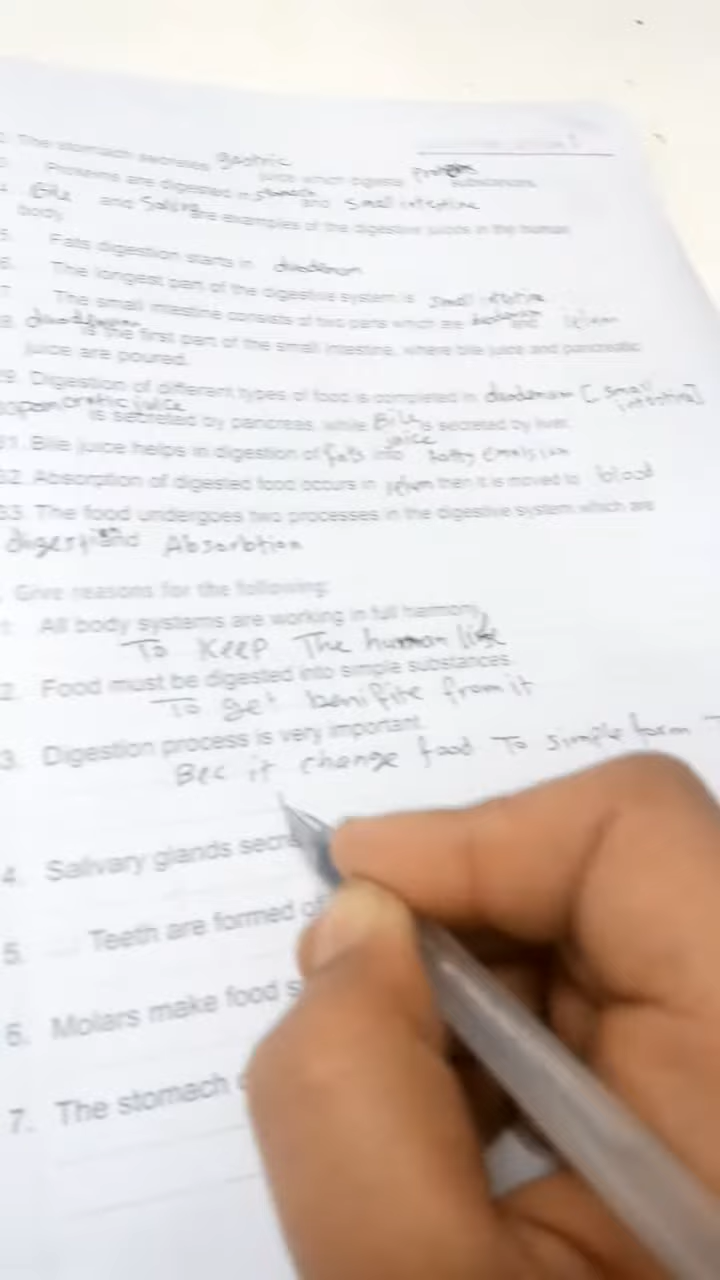 The stomach secretes gastric juice which digests protein substances.
Proteins are digested in stomach and small intestine
Bile and Saliva are examples of the digestive juices in the human
body.
5. Fats digestion starts in duodenum
6. The longest part of the digestive system is small intestine
7. The small intestine consists of two parts which are and
is the first part of the small intestine, where bile juice and pancreatic
juice are poured.
29. Digestion of different types of food is completed in duodenum [small intestine]
juice is secreted by pancreas, while Bile juice is secreted by liver.
31. Bile juice helps in digestion of fats into fatty emulsion
32. Absorption of digested food occurs in then it is moved to blood
33. The food undergoes two processes in the digestive system which are
and Absorbtion
Give reasons for the following:
1. All body systems are working in full harmony.
To Keep The human life
2. Food must be digested into simple substances.
To get benifite from it
3. Digestion process is very important.
Bec it change food To simple form
4. Salivary glands secre
5. Teeth are formed of
6. Molars make food s
7. The stomach